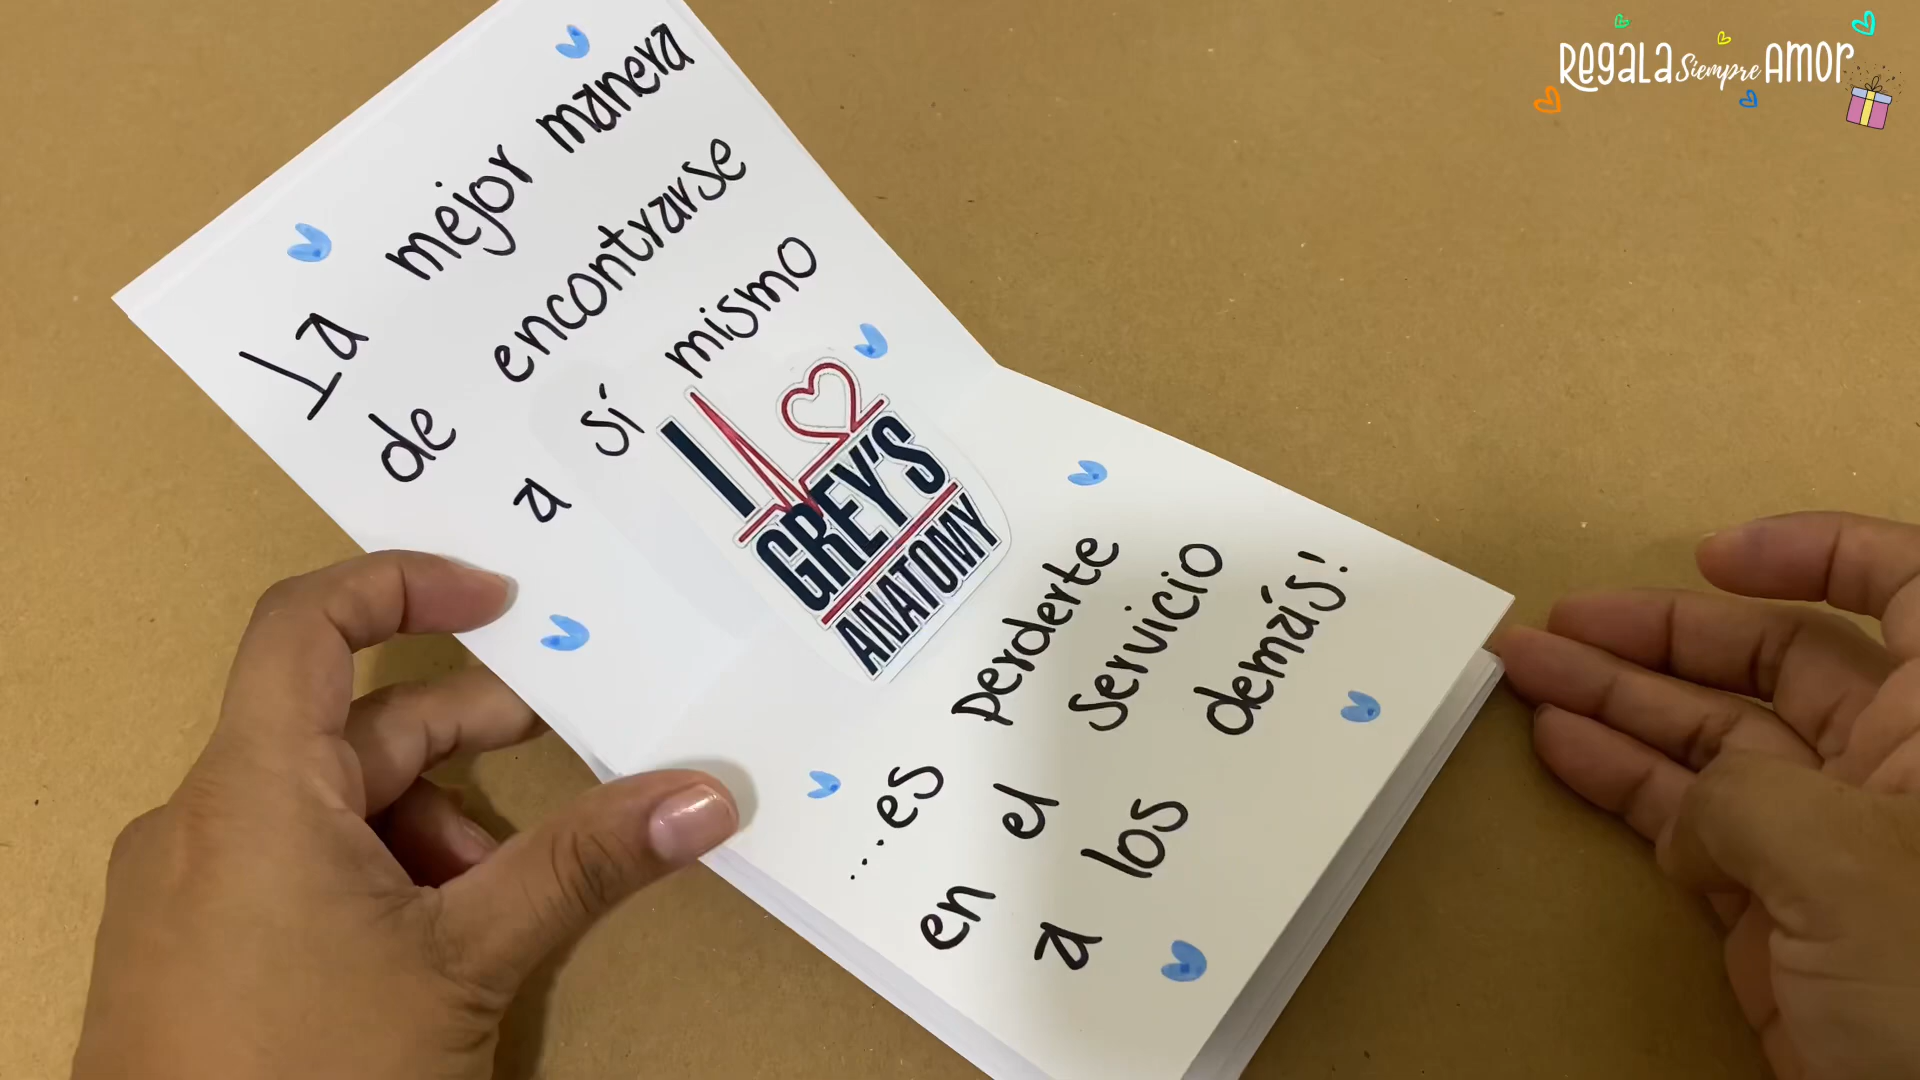 REGALA Siempre AMOR
La mejor manera
de encontrarse
a sí mismo
I
GREY'S
ANATOMY
...es perderte
en el servicio
a los demás!